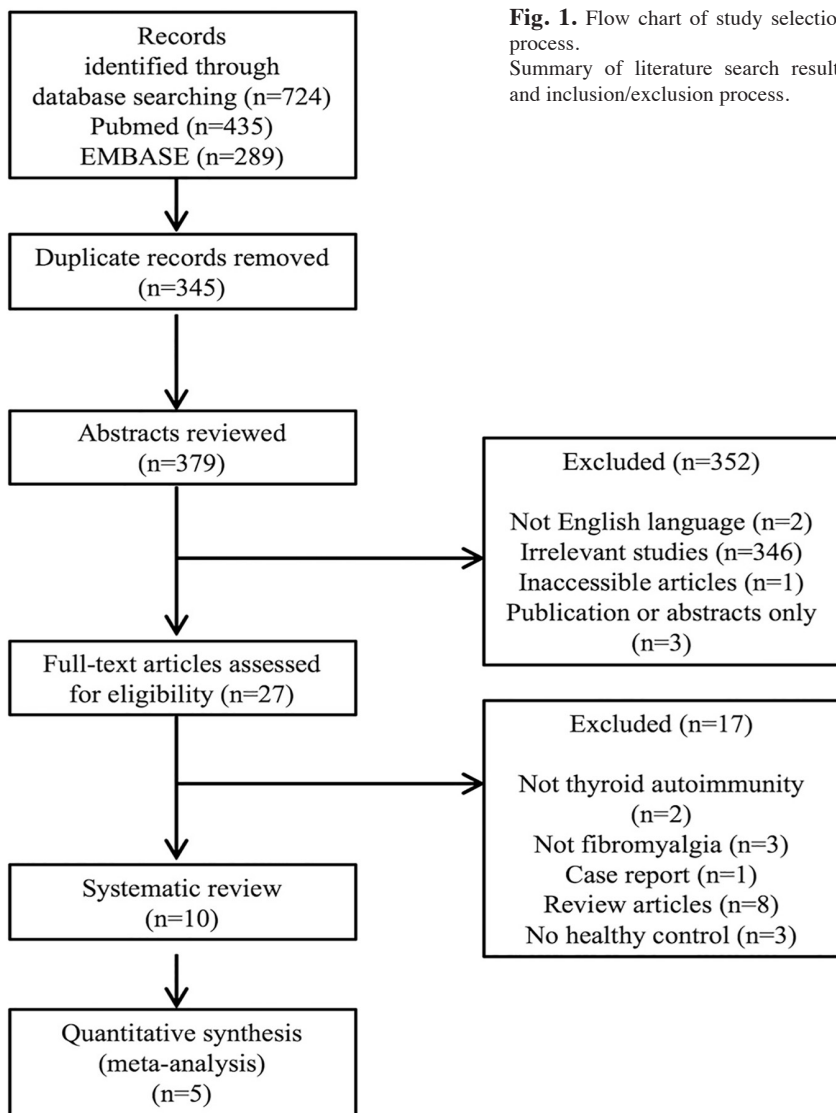 Fig. 1. Flow chart of study selection
process.
Summary of literature search result
and inclusion/exclusion process.
Records
identified through
database searching (n=724)
Pubmed (n=435)
EMBASE (n=289)
Duplicate records removed
(n=345)
Abstracts reviewed
(n=379)
Excluded (n=352)
Not English language (n=2)
Irrelevant studies (n=346)
Inaccessible articles (n=1)
Publication or abstracts only
(n=3)
Full-text articles assessed
for eligibility (n=27)
Excluded (n=17)
Not thyroid autoimmunity
(n=2)
Not fibromyalgia (n=3)
Case report (n=1)
Review articles (n=8)
No healthy control (n=3)
Systematic review
(n=10)
Quantitative synthesis
(meta-analysis)
(n=5)